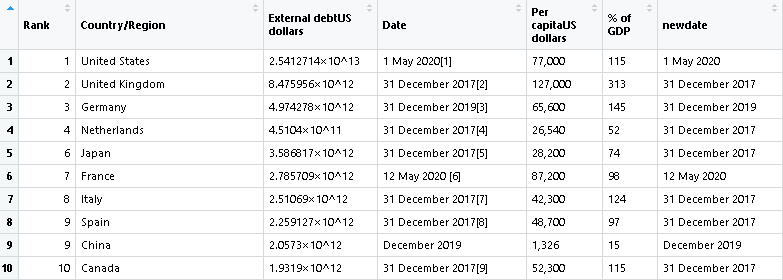 Rank Country/Region External debtUS dollars Date Per capitaUS dollars % of GDP newdate
1 1 United States 2.5412714×10^13 1 May 2020[1] 77,000 115 1 May 2020
2 2 United Kingdom 8.475956×10^12 31 December 2017[2] 127,000 313 31 December 2017
3 3 Germany 4.974278×10^12 31 December 2019[3] 65,600 145 31 December 2019
4 4 Netherlands 4.5104×10^11 31 December 2017[4] 26,540 52 31 December 2017
5 6 Japan 3.586817×10^12 31 December 2017[5] 28,200 74 31 December 2017
6 7 France 2.785709×10^12 12 May 2020 [6] 87,200 98 12 May 2020
7 8 Italy 2.51069×10^12 31 December 2017[7] 42,300 124 31 December 2017
8 9 Spain 2.259127×10^12 31 December 2017[8] 48,700 97 31 December 2017
9 9 China 2.0573×10^12 December 2019 1,326 15 December 2019
10 10 Canada 1.9319×10^12 31 December 2017[9] 52,300 115 31 December 2017